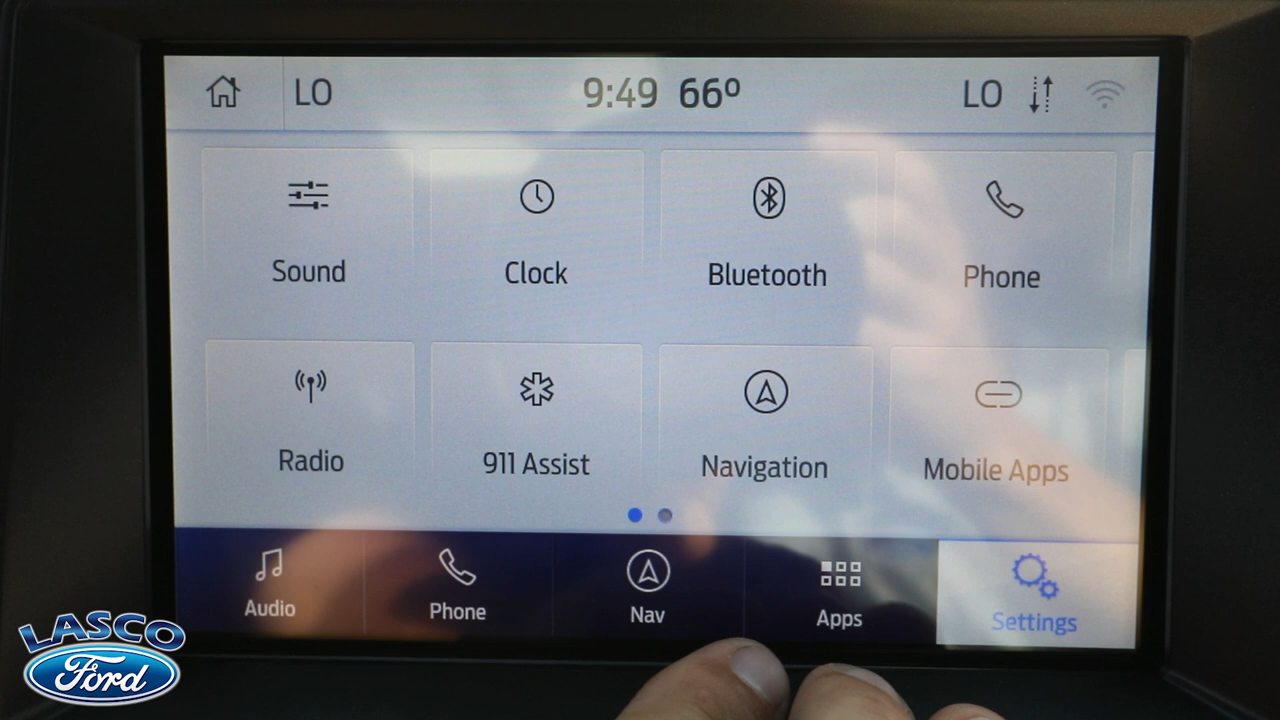 LO 9:49 66º LO
Sound Clock Bluetooth Phone
Radio 911 Assist Navigation Mobile Apps
Audio Phone Nav Apps Settings
LASCO
Ford